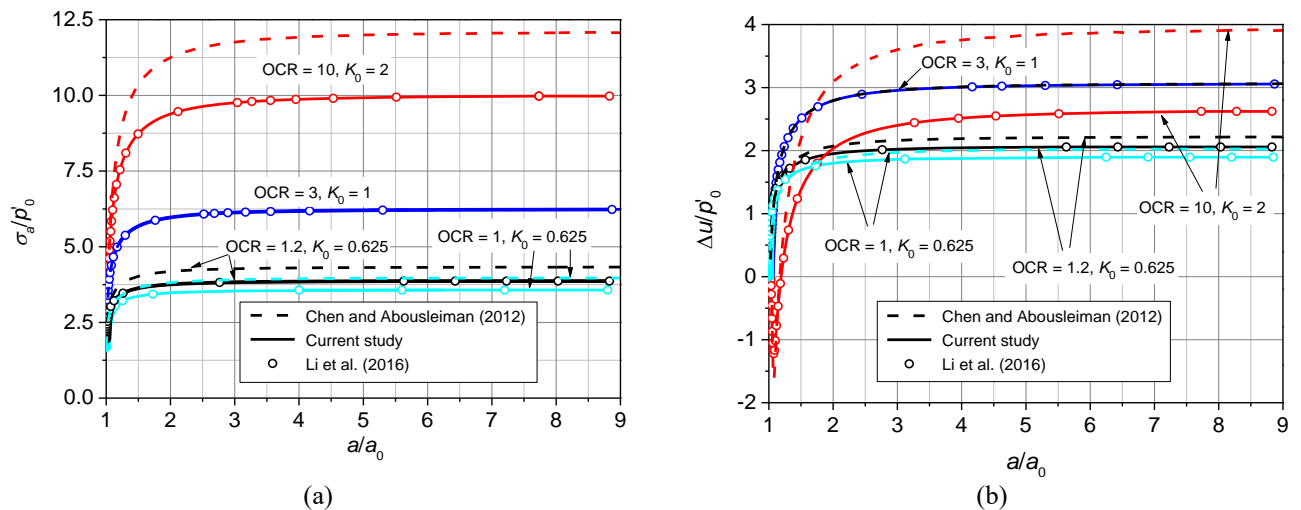 12.5
10.0
7.5
5.0
2.5
0.0
1 2 3 4 5 6 7 8 9
σa/p'0
a/a0
OCR = 10, K0 = 2
OCR = 3, K0 = 1
OCR = 1.2, K0 = 0.625
OCR = 1, K0 = 0.625
Chen and Abousleiman (2012)
Current study
Li et al. (2016)
(a)
4
3
2
1
0
-1
-2
1 2 3 4 5 6 7 8 9
Δu/p'0
a/a0
OCR = 3, K0 = 1
OCR = 10, K0 = 2
OCR = 1, K0 = 0.625
OCR = 1.2, K0 = 0.625
Chen and Abousleiman (2012)
Current study
Li et al. (2016)
(b)